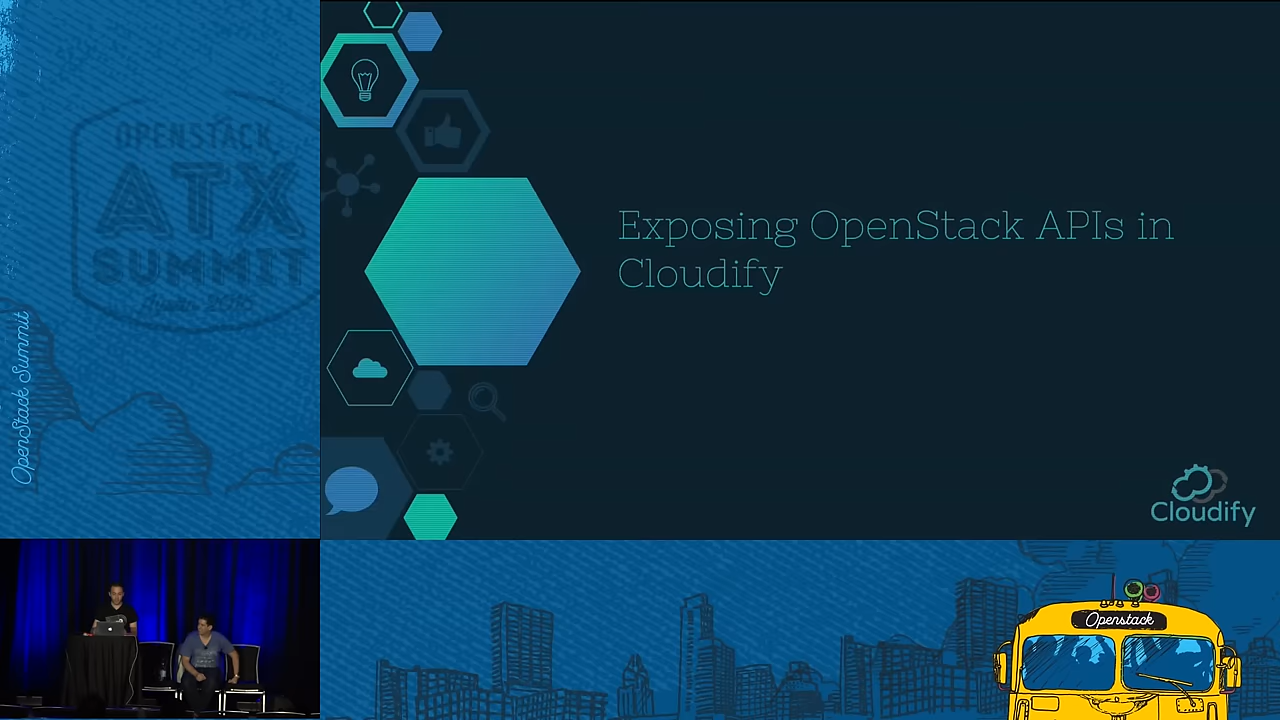 OPENSTACK
ATX
SUMMIT
OpenStack Summit
Exposing OpenStack APIs in
Cloudify
Cloudify
Openstack